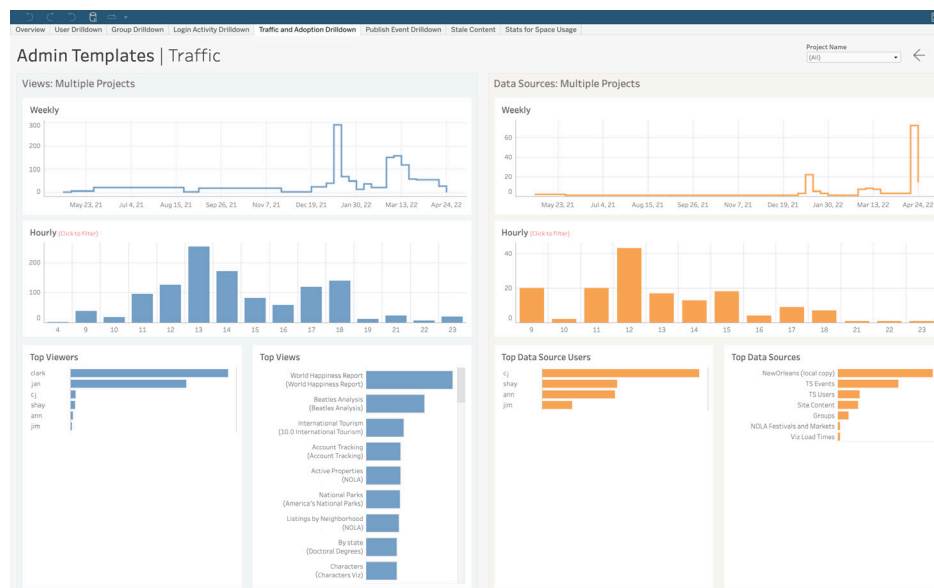 Overview User Drilldown Group Drilldown Login Activity Drilldown Traffic and Adoption Drilldown Publish Event Drilldown Stale Content Stats for Space Usage
Admin Templates | Traffic
Project Name
(All)
Views: Multiple Projects
Weekly
300
200
100
0
May 23, 21 Jul 4, 21 Aug 15, 21 Sep 26, 21 Nov 7, 21 Dec 19, 21 Jan 30, 22 Mar 13, 22 Apr 24, 22
Hourly (Click to filter)
200
100
0
4 9 10 11 12 13 14 15 16 17 18 19 21 22 23
Top Viewers
clark
jan
cj
shay
ann
jim
Top Views
World Happiness Report
(World Happiness Report)
Beatles Analysis
(Beatles Analysis)
International Tourism
(10.0 International Tourism)
Account Tracking
(Account Tracking)
Active Properties
(NOLA)
National Parks
(America's National Parks)
Listings by Neighborhood
(NOLA)
By state
(Doctoral Degrees)
Characters
(Characters Viz)
Data Sources: Multiple Projects
Weekly
60
40
20
0
May 23, 21 Jul 4, 21 Aug 15, 21 Sep 26, 21 Nov 7, 21 Dec 19, 21 Jan 30, 22 Mar 13, 22 Apr 24, 22
Hourly (Click to filter)
40
20
0
9 10 11 12 13 14 15 16 17 18 21 22 23
Top Data Source Users
cj
shay
ann
jim
Top Data Sources
NewOrleans (local copy)
TS Events
TS Users
Site Content
Groups
NOLA Festivals and Markets
Viz Load Times